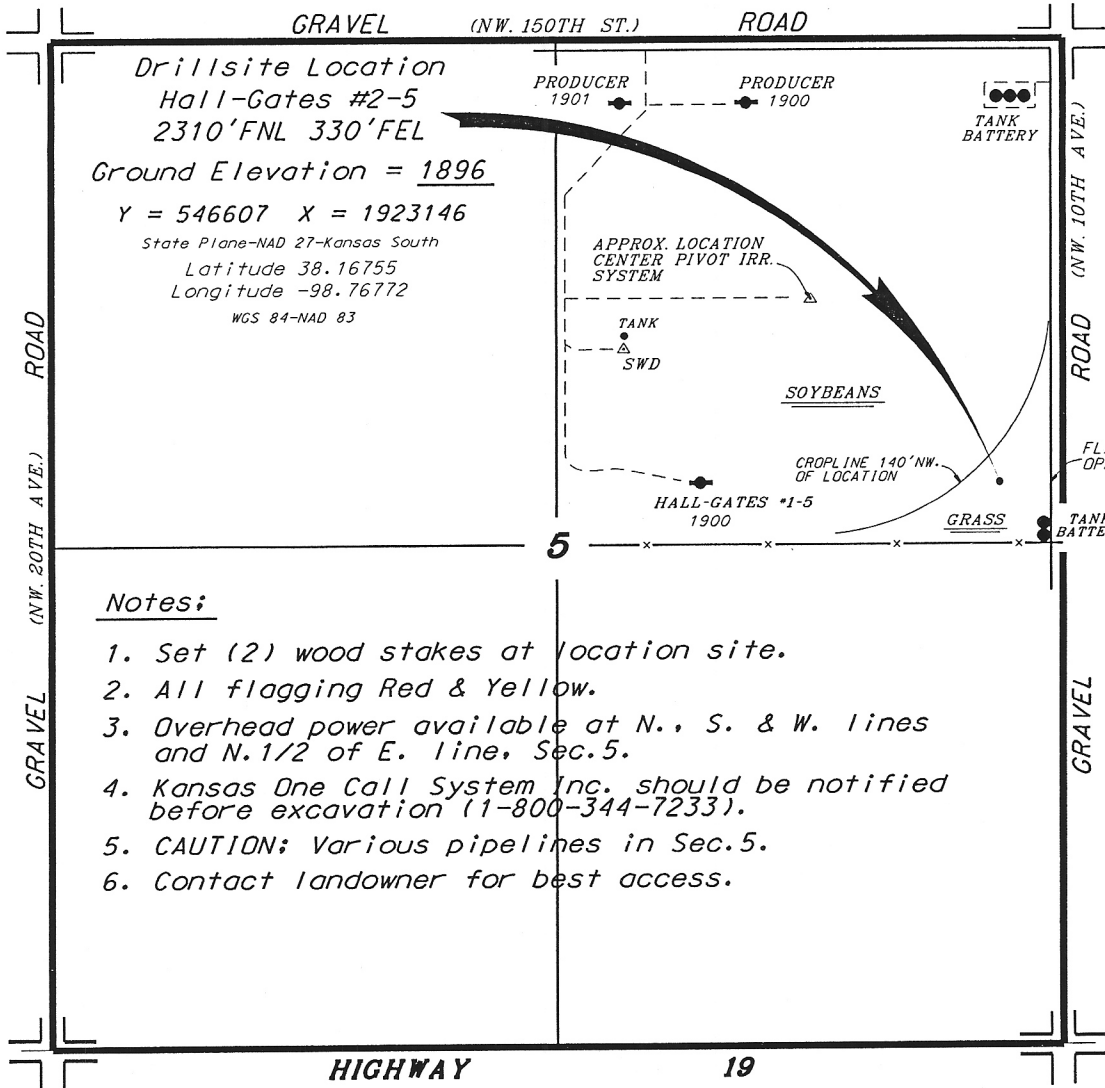 GRAVEL (NW. 150TH ST.) ROAD
Drillsite Location
Hall-Gates #2-5
2310'FNL 330'FEL
Ground Elevation = 1896
Y = 546607 X = 1923146
State Plane-NAD 27-Kansas South
Latitude 38.16755
Longitude -98.76772
WGS 84-NAD 83
PRODUCER
1901
PRODUCER
1900
TANK
BATTERY
APPROX. LOCATION
CENTER PIVOT IRR.
SYSTEM
TANK
SWD
SOYBEANS
CROPLINE 140'NW.
OF LOCATION
HALL-GATES #1-5
1900
GRASS
FL
OP
TANK
BATTE
5
GRAVEL (NW. 20TH AVE.) ROAD
(NW. 10TH AVE.)
ROAD
GRAVEL
Notes:
1. Set (2) wood stakes at location site.
2. All flagging Red & Yellow.
3. Overhead power available at N., S. & W. lines
and N.1/2 of E. line, Sec.5.
4. Kansas One Call System Inc. should be notified
before excavation (1-800-344-7233).
5. CAUTION: Various pipelines in Sec.5.
6. Contact landowner for best access.
HIGHWAY 19